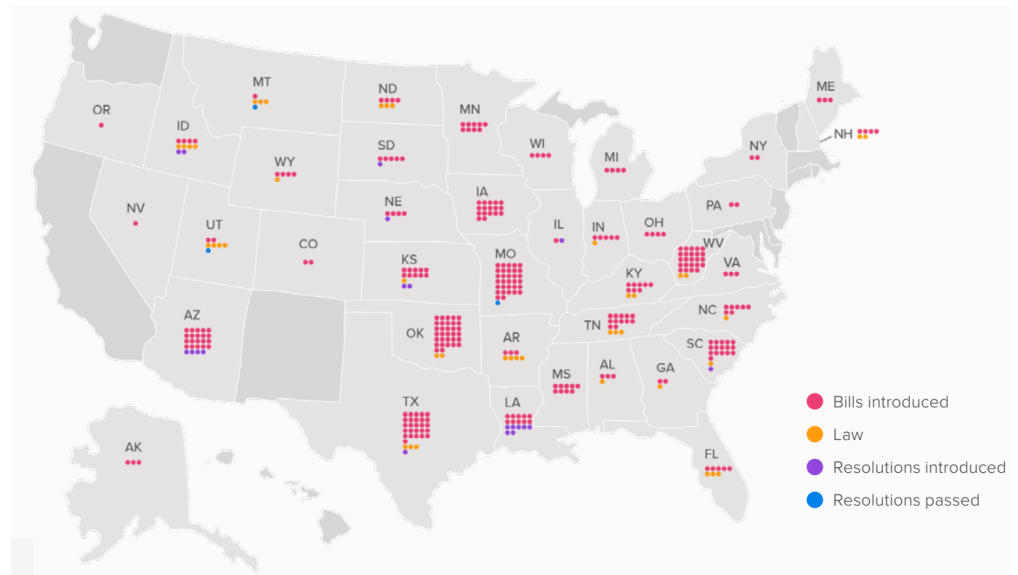 MT
ND
MN
ME
OR
ID
SD
WI
MI
NY
NH
WY
NE
IA
PA
NV
UT
CO
KS
MO
IL
IN
OH
WV
VA
KY
AZ
OK
AR
TN
NC
SC
MS
AL
GA
TX
LA
FL
AK
Bills introduced
Law
Resolutions introduced
Resolutions passed